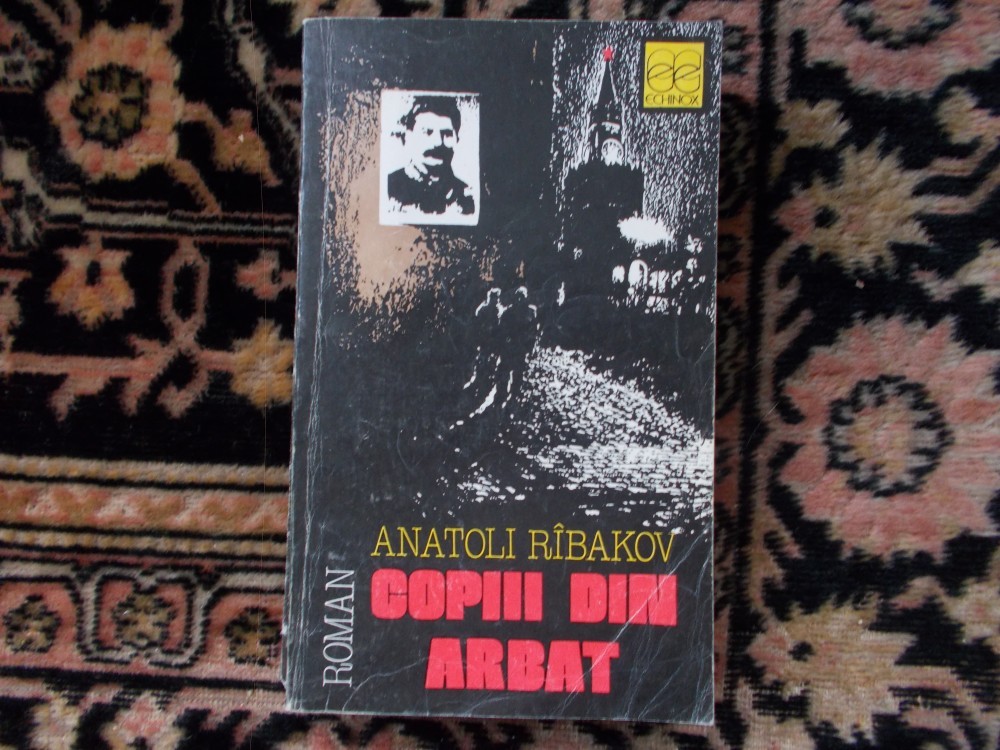 ECHINOX
ANATOLI RÎBAKOV
COPIII DIN
ARBAT
ROMAN